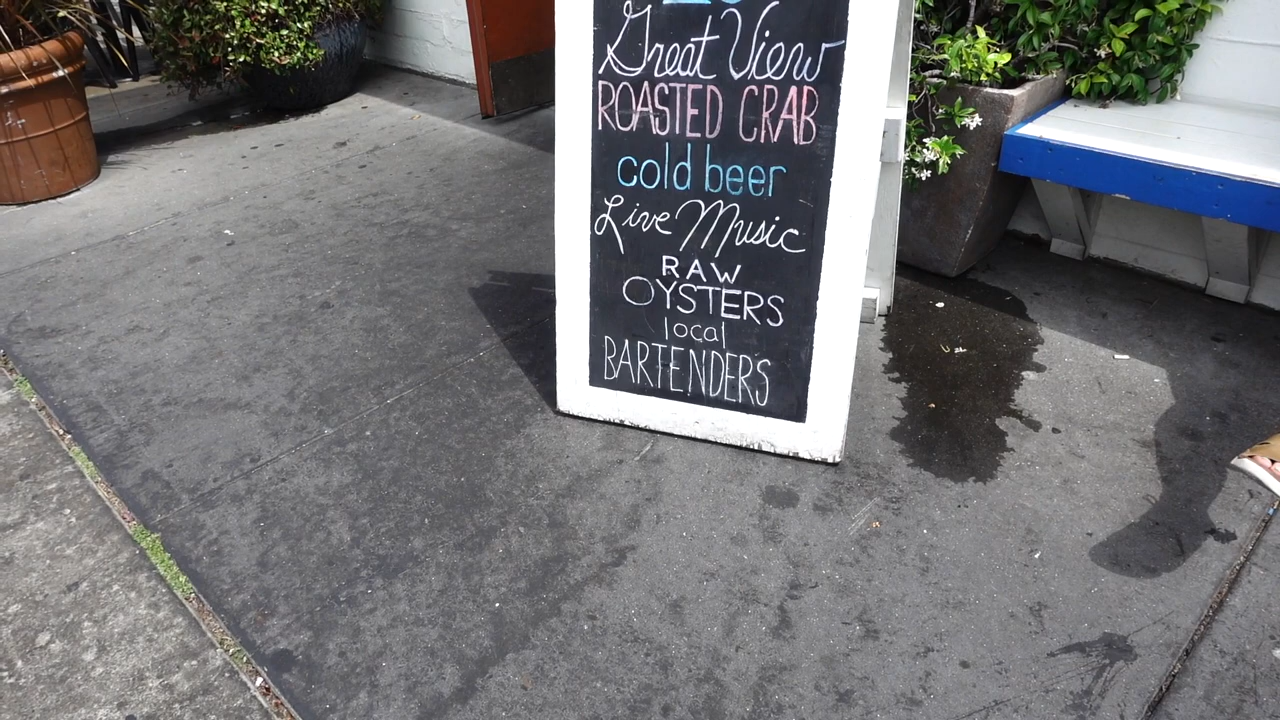 Great View
ROASTED CRAB
cold beer
Live Music
RAW
OYSTERS
local
BARTENDERS